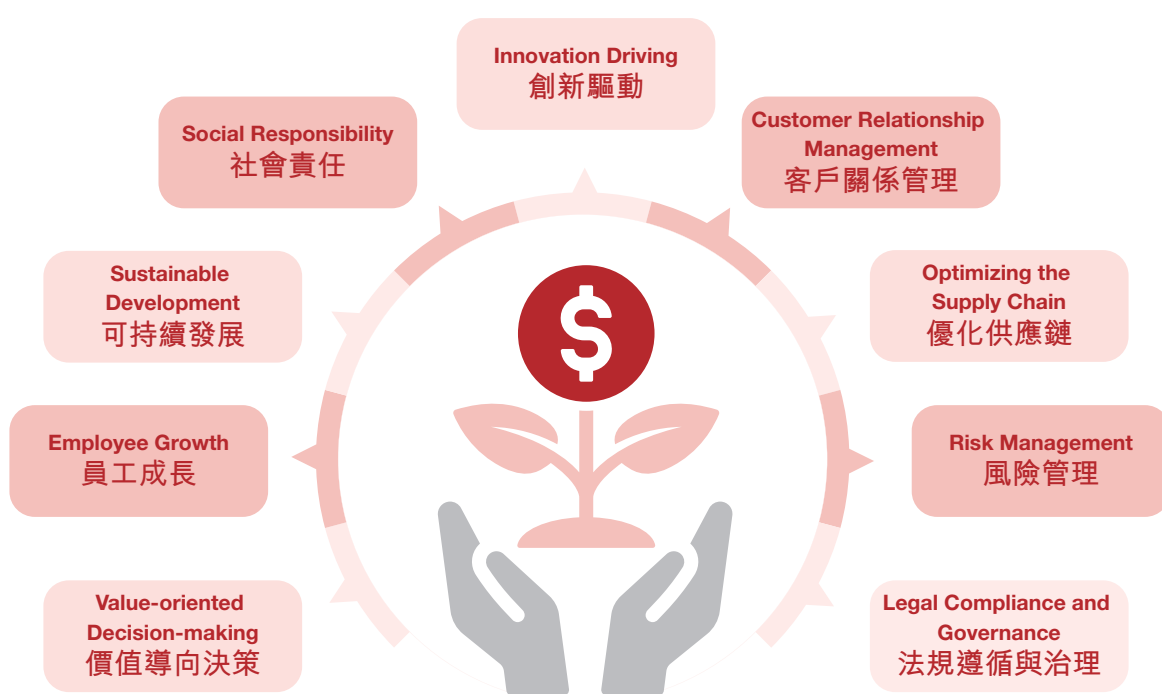 Innovation Driving
創新驅動
Social Responsibility
社會責任
Customer Relationship
Management
客戶關係管理
Sustainable
Development
可持續發展
Optimizing the
Supply Chain
優化供應鏈
Employee Growth
員工成長
Risk Management
風險管理
Value-oriented
Decision-making
價值導向決策
Legal Compliance and
Governance
法規遵循與治理
$